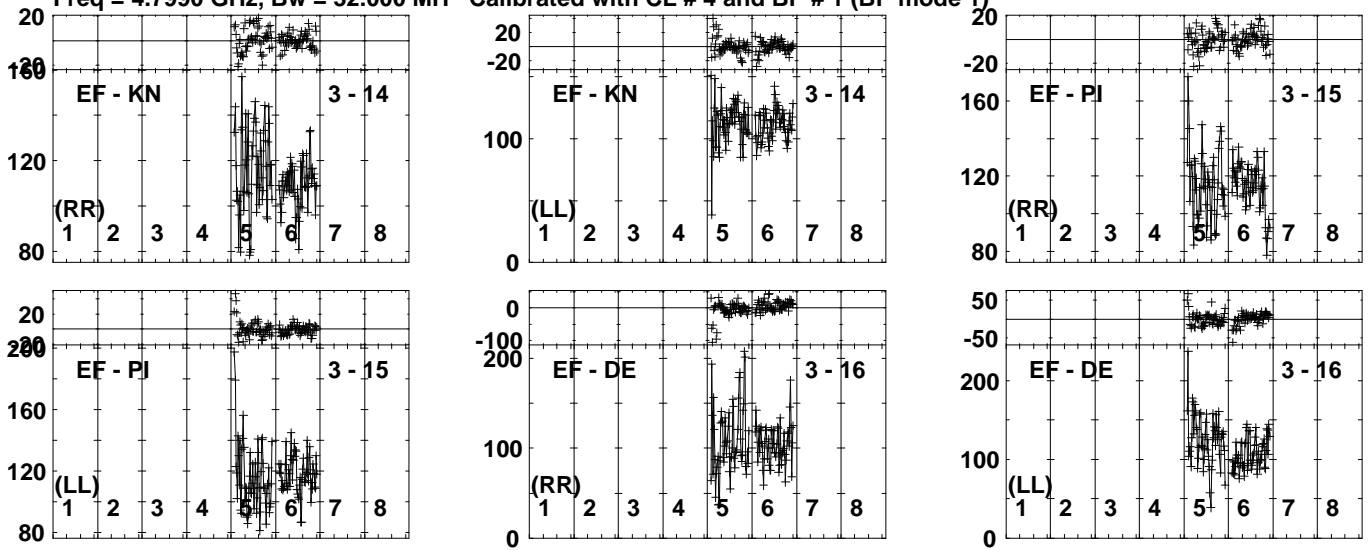 Freq = 4.7990 GHz, Bw = 32.000 MH Calibrated with CL # 4 and BP # 1 (BP mode 1)
20
-20
160
EF - KN 3 - 14
120
(RR)
80
1 2 3 4 5 6 7 8
20
-20
EF - KN 3 - 14
100
(LL)
1 2 3 4 5 6 7 8
0
20
-20
160
EF - PI 3 - 15
120
(RR)
80
1 2 3 4 5 6 7 8
20
-20
200
EF - PI 3 - 15
160
120
(LL)
80
1 2 3 4 5 6 7 8
0
-100
200
EF - DE 3 - 16
100
(RR)
1 2 3 4 5 6 7 8
0
50
-50
EF - DE 3 - 16
200
100
(LL)
1 2 3 4 5 6 7 8
0